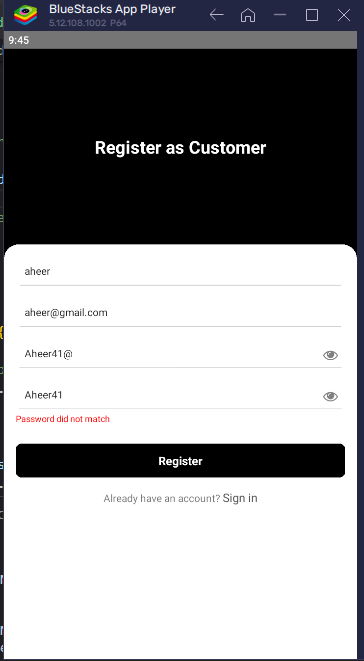 BlueStacks App Player
5.12.108.1002 P64
9:45
Register as Customer
aheer
aheer@gmail.com
Aheer41@
Aheer41
Password did not match
Register
Already have an account? Sign in